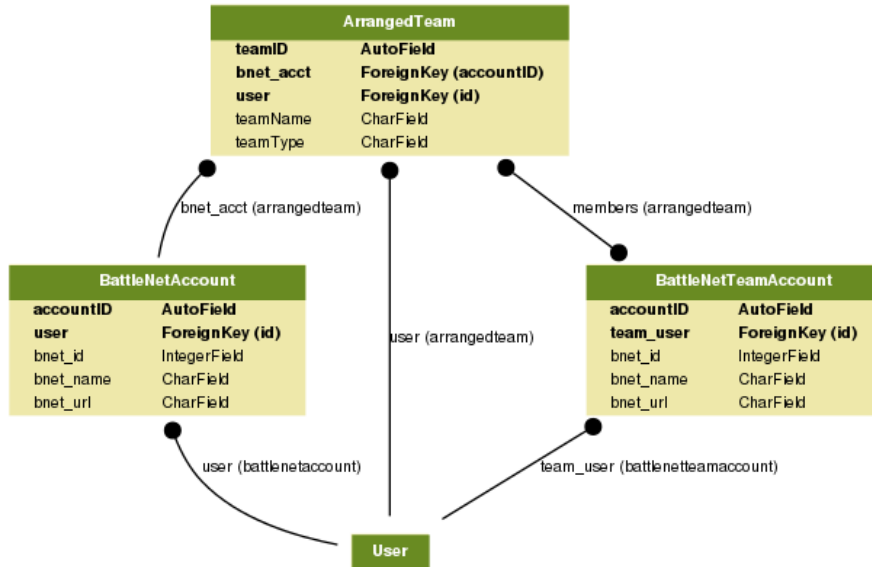 ArrangedTeam
teamID AutoField
bnet_acct ForeignKey (accountID)
user ForeignKey (id)
teamName CharField
teamType CharField
bnet_acct (arrangedteam)
members (arrangedteam)
BattleNetAccount
accountID AutoField
user ForeignKey (id)
bnet_id IntegerField
bnet_name CharField
bnet_url CharField
user (arrangedteam)
BattleNetTeamAccount
accountID AutoField
team_user ForeignKey (id)
bnet_id IntegerField
bnet_name CharField
bnet_url CharField
user (battlenetaccount)
team_user (battlenetteamaccount)
User